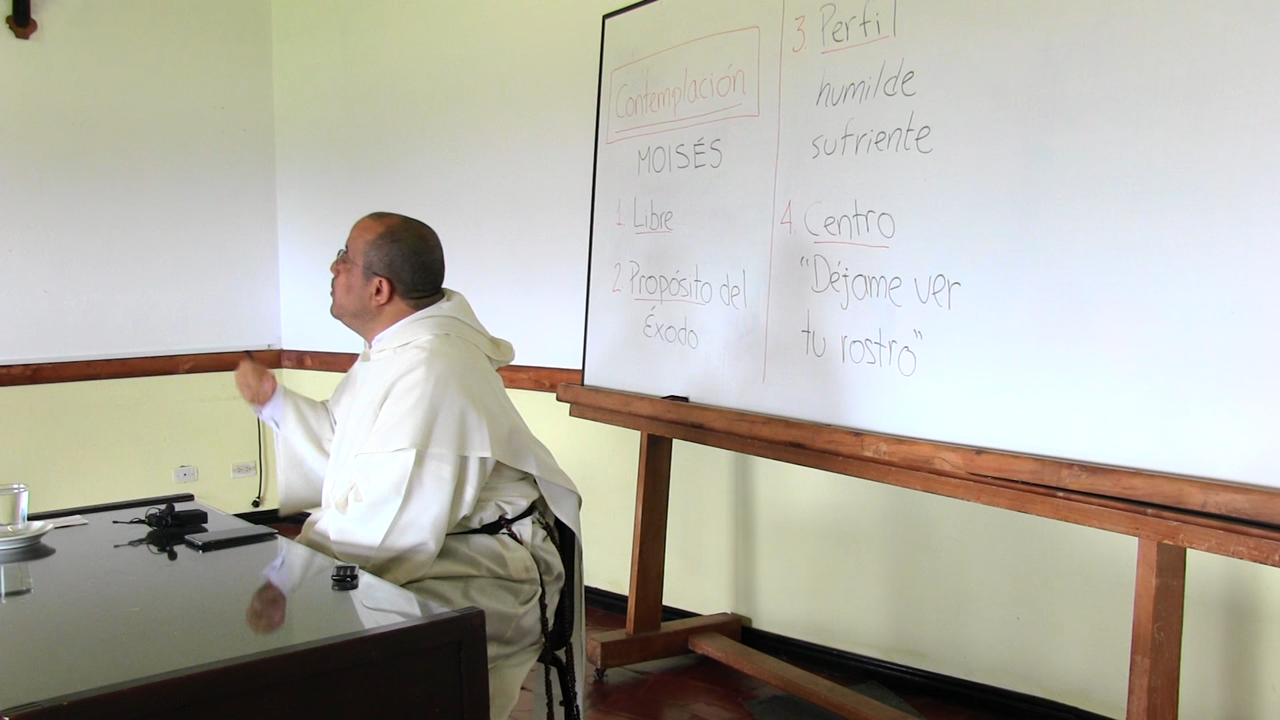 Contemplación
MOISÉS
1. Libre
2. Propósito del
Éxodo
3. Perfil
humilde
sufriente
4. Centro
"Déjame ver
tu rostro"